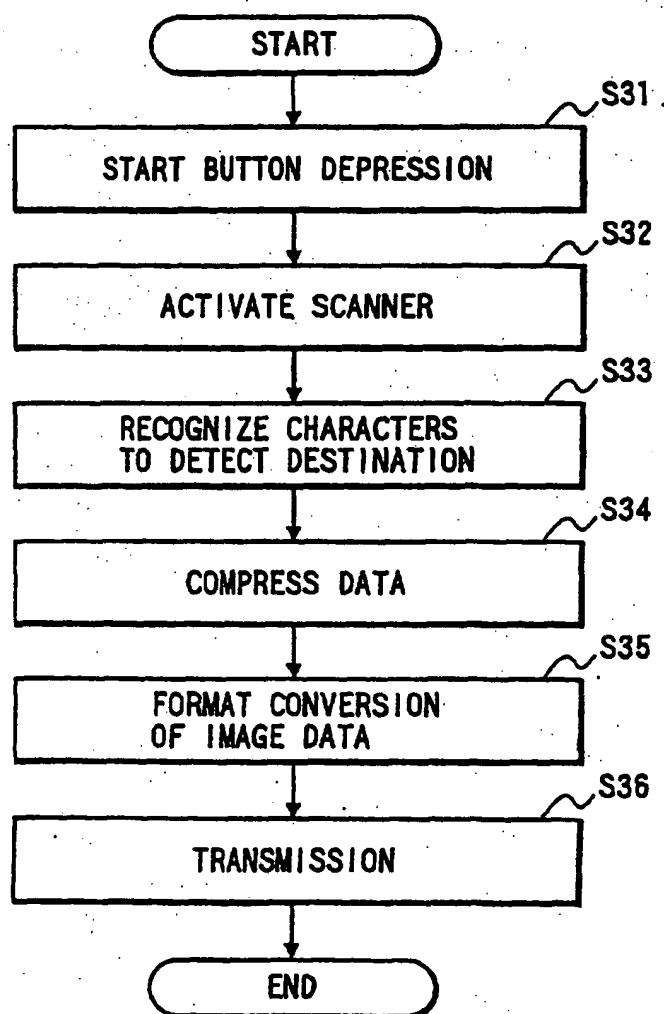 START
S31
START BUTTON DEPRESSION
S32
ACTIVATE SCANNER
S33
RECOGNIZE CHARACTERS
TO DETECT DESTINATION
S34
COMPRESS DATA
S35
FORMAT CONVERSION
OF IMAGE DATA
S36
TRANSMISSION
END